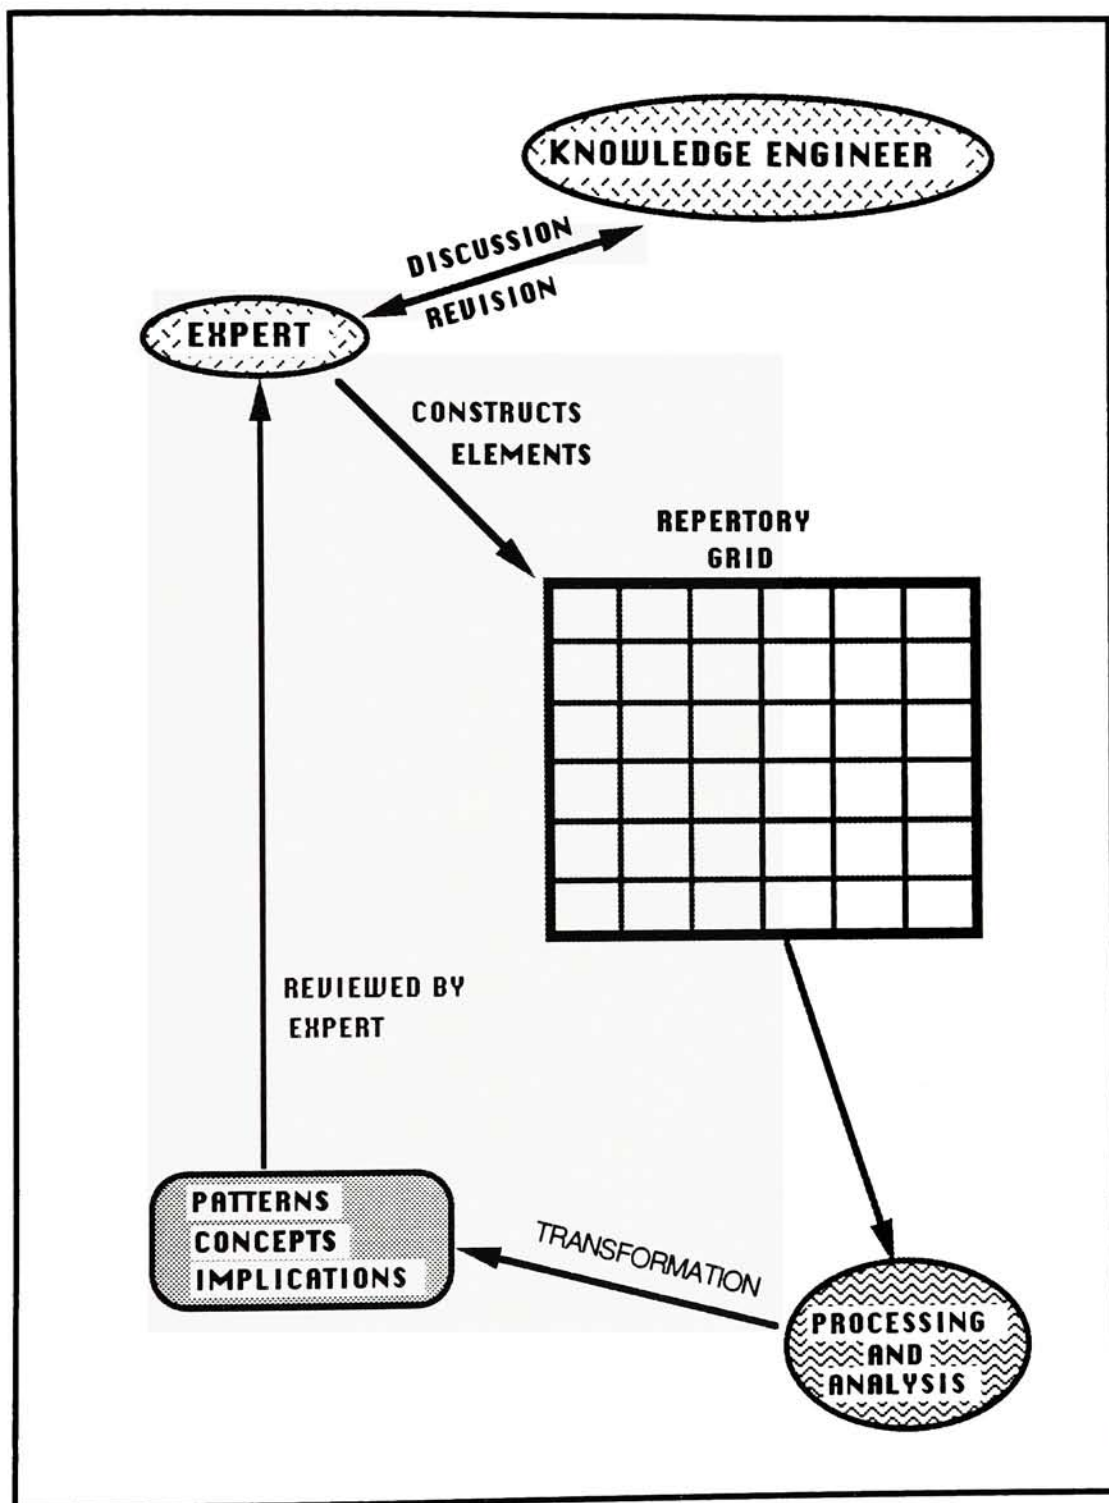 KNOWLEDGE ENGINEER
DISCUSSION
REVISION
EXPERT
CONSTRUCTS
ELEMENTS
REPERTORY
GRID
REVIEWED BY
EXPERT
PATTERNS
CONCEPTS
IMPLICATIONS
TRANSFORMATION
PROCESSING
AND
ANALYSIS